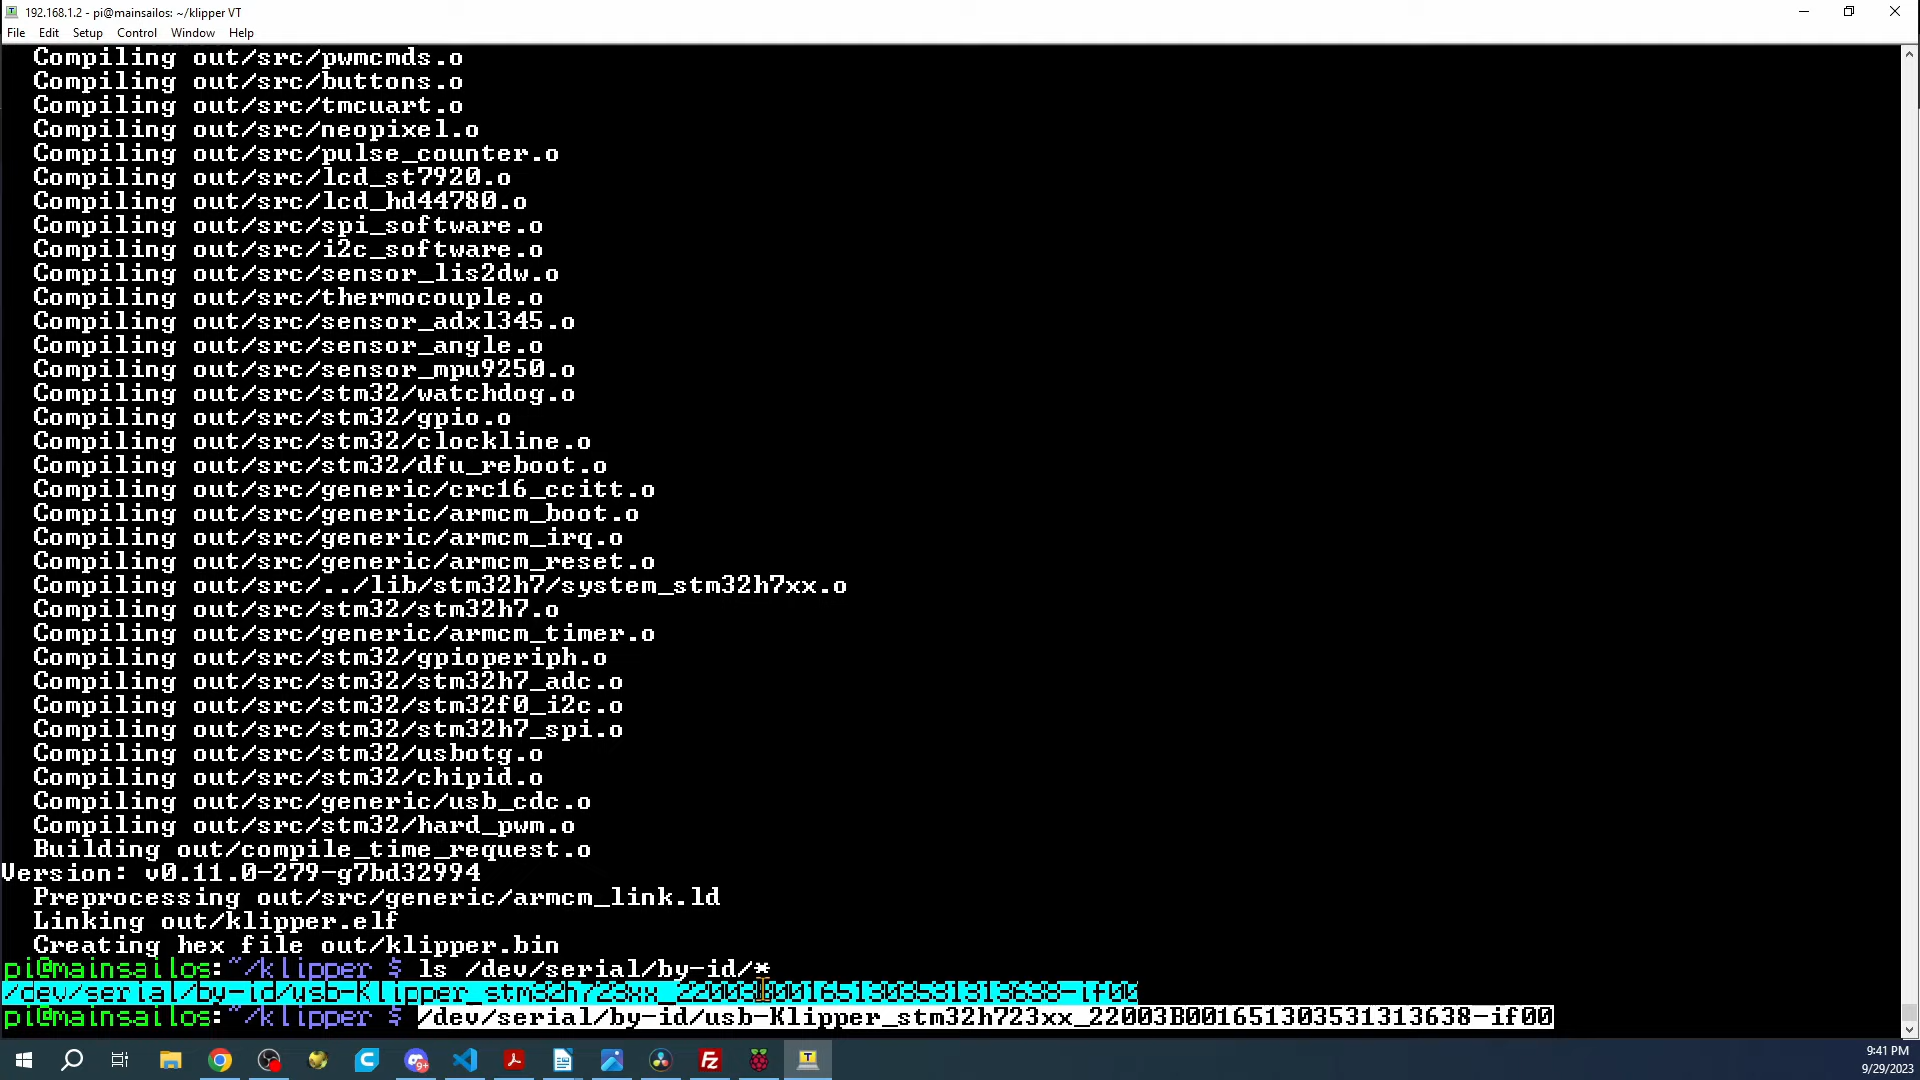 192.168.1.2 - pi@mainsailos: ~/klipper VT
File Edit Setup Control Window Help
Compiling out/src/pwmcmds.o
Compiling out/src/buttons.o
Compiling out/src/tmcuart.o
Compiling out/src/neopixel.o
Compiling out/src/pulse_counter.o
Compiling out/src/lcd_st7920.o
Compiling out/src/lcd_hd44780.o
Compiling out/src/spi_software.o
Compiling out/src/i2c_software.o
Compiling out/src/sensor_lis2dw.o
Compiling out/src/thermocouple.o
Compiling out/src/sensor_adxl345.o
Compiling out/src/sensor_angle.o
Compiling out/src/sensor_mpu9250.o
Compiling out/src/stm32/watchdog.o
Compiling out/src/stm32/gpio.o
Compiling out/src/stm32/clockline.o
Compiling out/src/stm32/dfu_reboot.o
Compiling out/src/generic/crc16_ccitt.o
Compiling out/src/generic/armcm_boot.o
Compiling out/src/generic/armcm_irq.o
Compiling out/src/generic/armcm_reset.o
Compiling out/src/../lib/stm32h7/system_stm32h7xx.o
Compiling out/src/stm32/stm32h7.o
Compiling out/src/generic/armcm_timer.o
Compiling out/src/stm32/gpioperiph.o
Compiling out/src/stm32/stm32h7_adc.o
Compiling out/src/stm32/stm32f0_i2c.o
Compiling out/src/stm32/stm32h7_spi.o
Compiling out/src/stm32/usbotg.o
Compiling out/src/stm32/chipid.o
Compiling out/src/generic/usb_cdc.o
Compiling out/src/stm32/hard_pwm.o
Building out/compile_time_request.o
Version: v0.11.0-279-g7bd32994
Preprocessing out/src/generic/armcm_link.ld
Linking out/klipper.elf
Creating hex file out/klipper.bin
pi@mainsailos:~/klipper $ ls /dev/serial/by-id/*
/dev/serial/by-id/usb-Klipper_stm32h723xx_22003B001651303531313638-if00
pi@mainsailos:~/klipper $ /dev/serial/by-id/usb-Klipper_stm32h723xx_22003B001651303531313638-if00
9:41 PM
9/29/2023